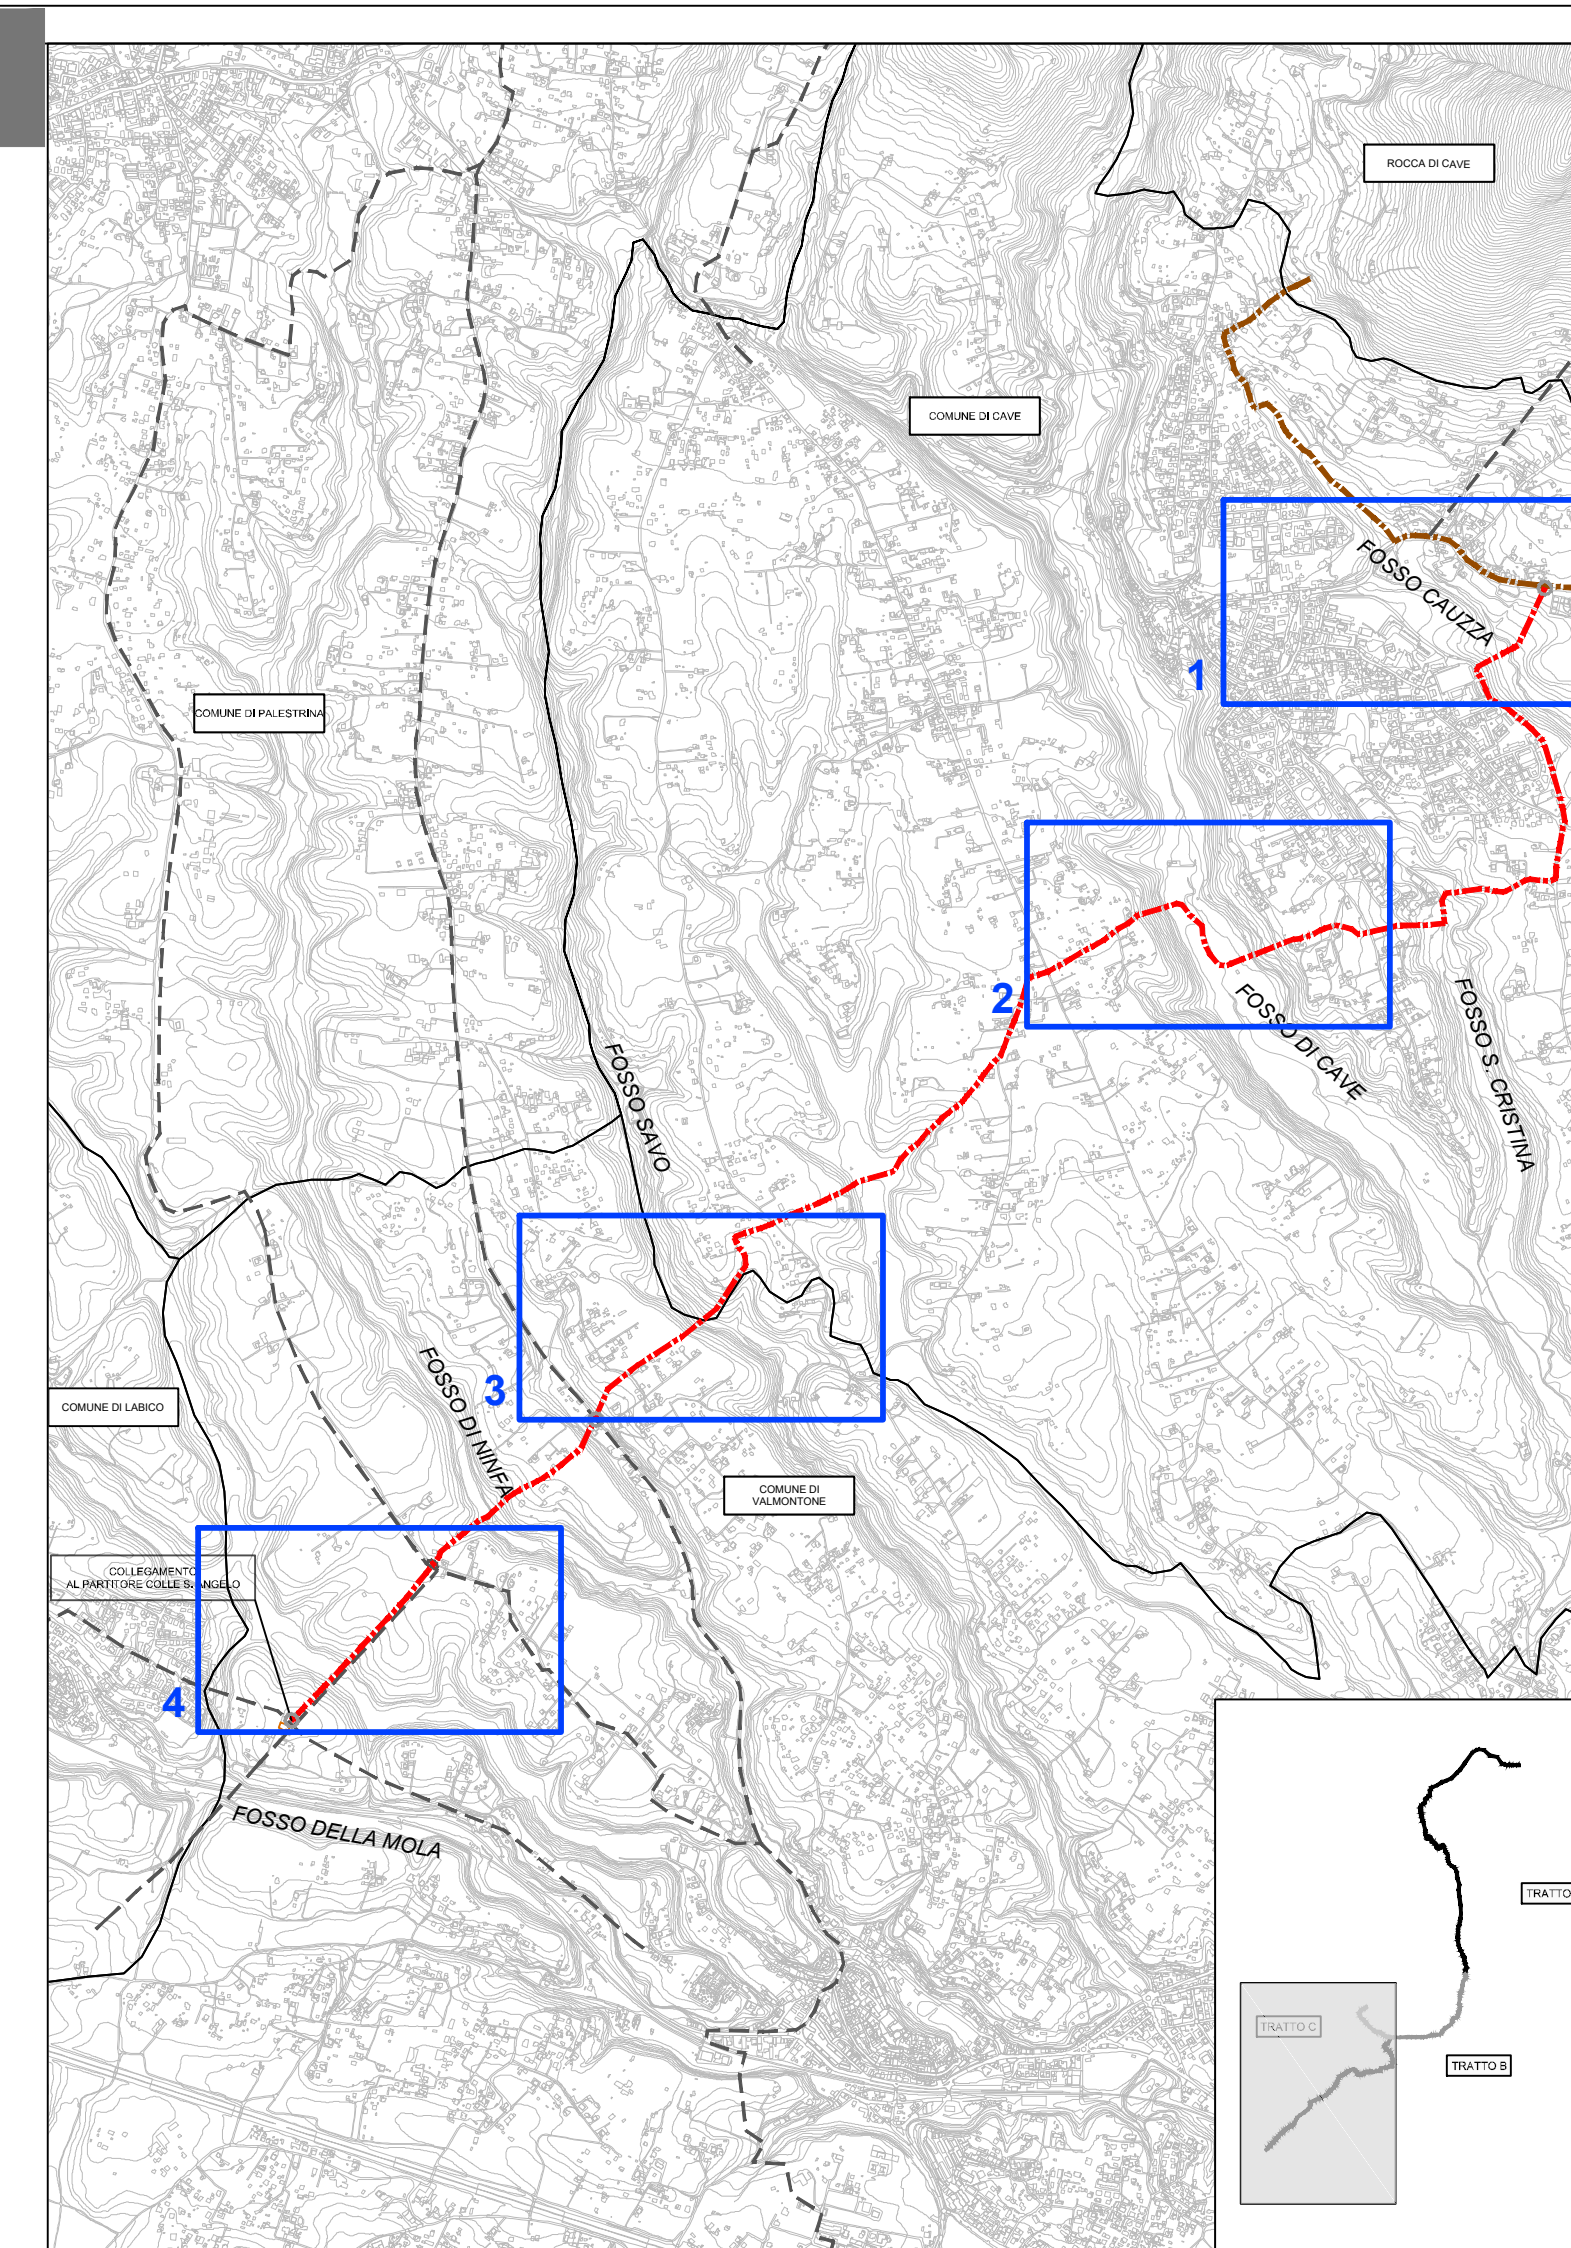 ROCCA DI CAVE
COMUNE DI CAVE
FOSSO CAUZZA
1
COMUNE DI PALESTRINA
2
FOSSO DI CAVE
FOSSO S. CRISTINA
FOSSO SAVO
3
FOSSO DI NINFA
COMUNE DI LABICO
COMUNE DI
VALMONTONE
COLLEGAMENTO
AL PARTITORE COLLE S. ANGELO
4
FOSSO DELLA MOLA
TRATTO
TRATTO C
TRATTO B